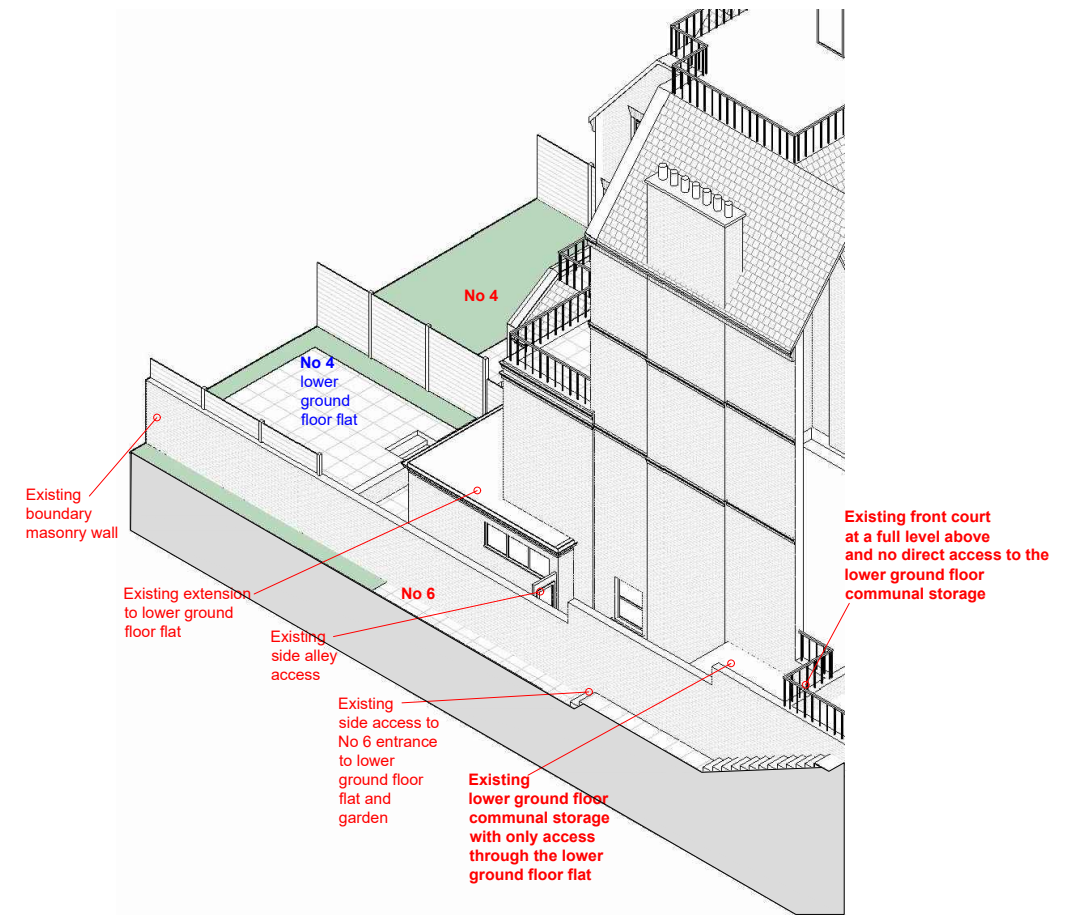 No 4
No 4
lower
ground
floor flat
Existing
boundary
masonry wall
Existing front court
at a full level above
and no direct access to the
lower ground floor
communal storage
Existing extension
to lower ground
floor flat
No 6
Existing
side alley
access
Existing
side access to
No 6 entrance
to lower
ground floor
flat and
garden
Existing
lower ground floor
communal storage
with only access
through the lower
ground floor flat